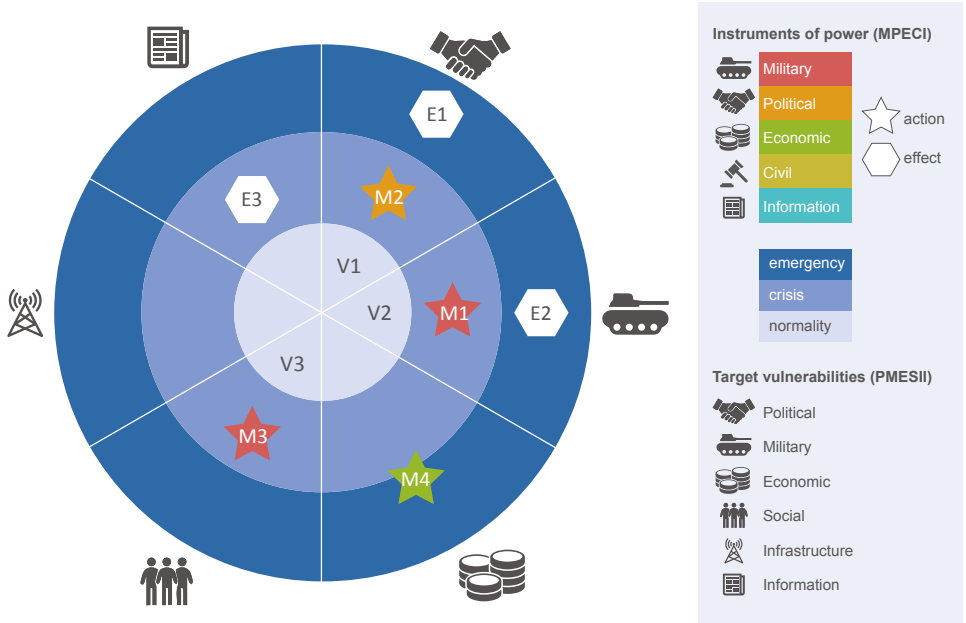 E1
M2
E3
V1
V2
M1
E2
V3
M3
M4
Instruments of power (MPECI)
Military
Political
Economic
Civil
Information
action
effect
emergency
crisis
normality
Target vulnerabilities (PMESII)
Political
Military
Economic
Social
Infrastructure
Information